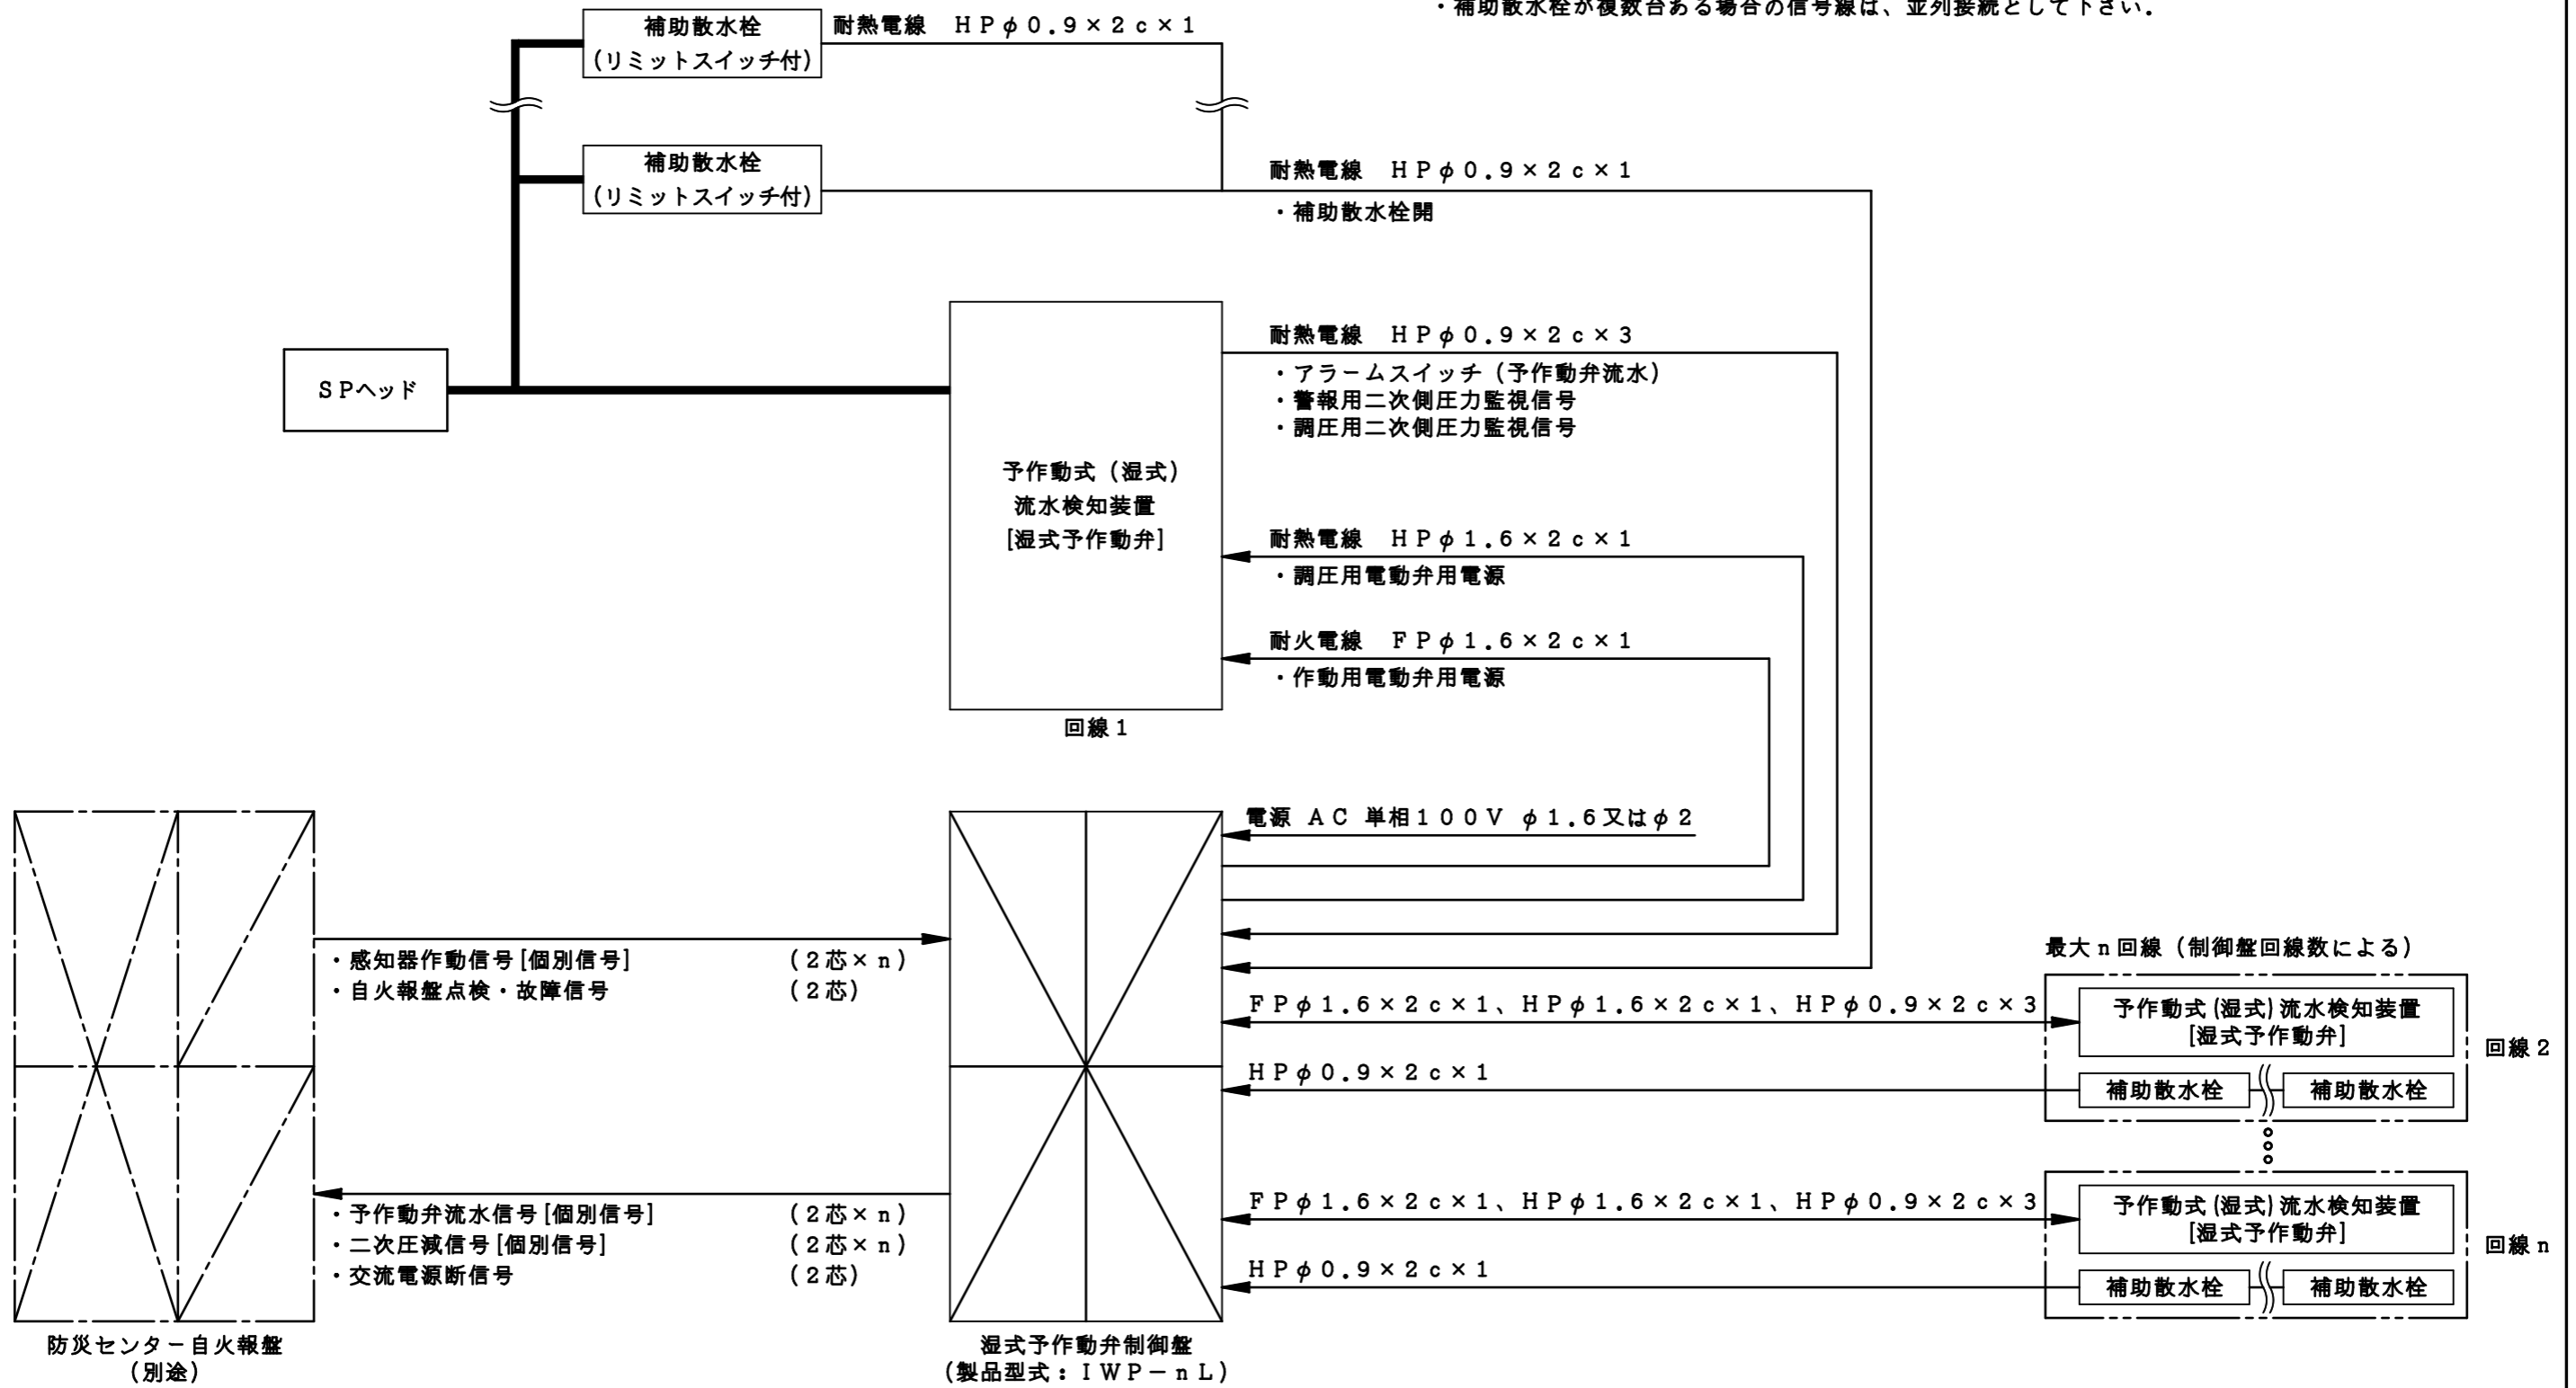 ・補助散水栓が複数台ある場合の信号線は、並列接続として下さい．
補助散水栓
(リミットスイッチ付)
耐熱電線　ＨＰφ０．９×２ｃ×１
補助散水栓
(リミットスイッチ付)
耐熱電線　ＨＰφ０．９×２ｃ×１
・補助散水栓開
ＳＰヘッド
予作動式（湿式）
流水検知装置
[湿式予作動弁]
回線１
耐熱電線　ＨＰφ０．９×２ｃ×３
・アラームスイッチ（予作動弁流水）
・警報用二次側圧力監視信号
・調圧用二次側圧力監視信号
耐熱電線　ＨＰφ１．６×２ｃ×１
・調圧用電動弁用電源
耐火電線　ＦＰφ１．６×２ｃ×１
・作動用電動弁用電源
電源 ＡＣ 単相１００Ｖ φ１．６又はφ２
・感知器作動信号[個別信号]　（２芯×ｎ）
・自火報盤点検・故障信号　（２芯）
・予作動弁流水信号[個別信号]　（２芯×ｎ）
・二次圧減信号[個別信号]　（２芯×ｎ）
・交流電源断信号　（２芯）
防災センター自火報盤
（別途）
湿式予作動弁制御盤
（製品型式：ＩＷＰ－ｎＬ）
最大ｎ回線（制御盤回線数による）
ＦＰφ１．６×２ｃ×１、ＨＰφ１．６×２ｃ×１、ＨＰφ０．９×２ｃ×３
予作動式(湿式)流水検知装置
[湿式予作動弁]
回線２
ＨＰφ０．９×２ｃ×１
補助散水栓
補助散水栓
ＦＰφ１．６×２ｃ×１、ＨＰφ１．６×２ｃ×１、ＨＰφ０．９×２ｃ×３
予作動式(湿式)流水検知装置
[湿式予作動弁]
回線ｎ
ＨＰφ０．９×２ｃ×１
補助散水栓
補助散水栓